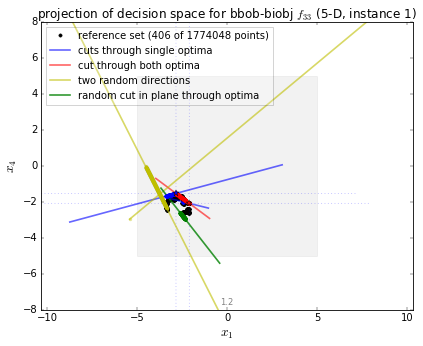 projection of decision space for bbob-biobj f33 (5-D, instance 1)
reference set (406 of 1774048 points)
cuts through single optima
cut through both optima
two random directions
random cut in plane through optima
8
6
4
2
0
−2
−4
−6
−8
x4
1.2
−10
−5
0
5
10
x1